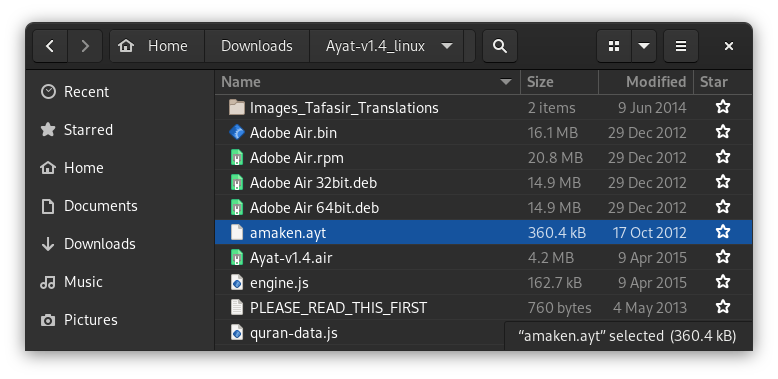 Home Downloads Ayat-v1.4_linux
Recent
Starred
Home
Documents
Downloads
Music
Pictures
Name Size Modified Star
Images_Tafasir_Translations 2 items 9 Jun 2014
Adobe Air.bin 16.1 MB 29 Dec 2012
Adobe Air.rpm 20.8 MB 29 Dec 2012
Adobe Air 32bit.deb 14.9 MB 29 Dec 2012
Adobe Air 64bit.deb 14.9 MB 29 Dec 2012
amaken.ayt 360.4 kB 17 Oct 2012
Ayat-v1.4.air 4.2 MB 9 Apr 2015
engine.js 162.7 kB 9 Apr 2015
PLEASE_READ_THIS_FIRST 760 bytes 4 May 2013
quran-data.js
“amaken.ayt” selected (360.4 kB)